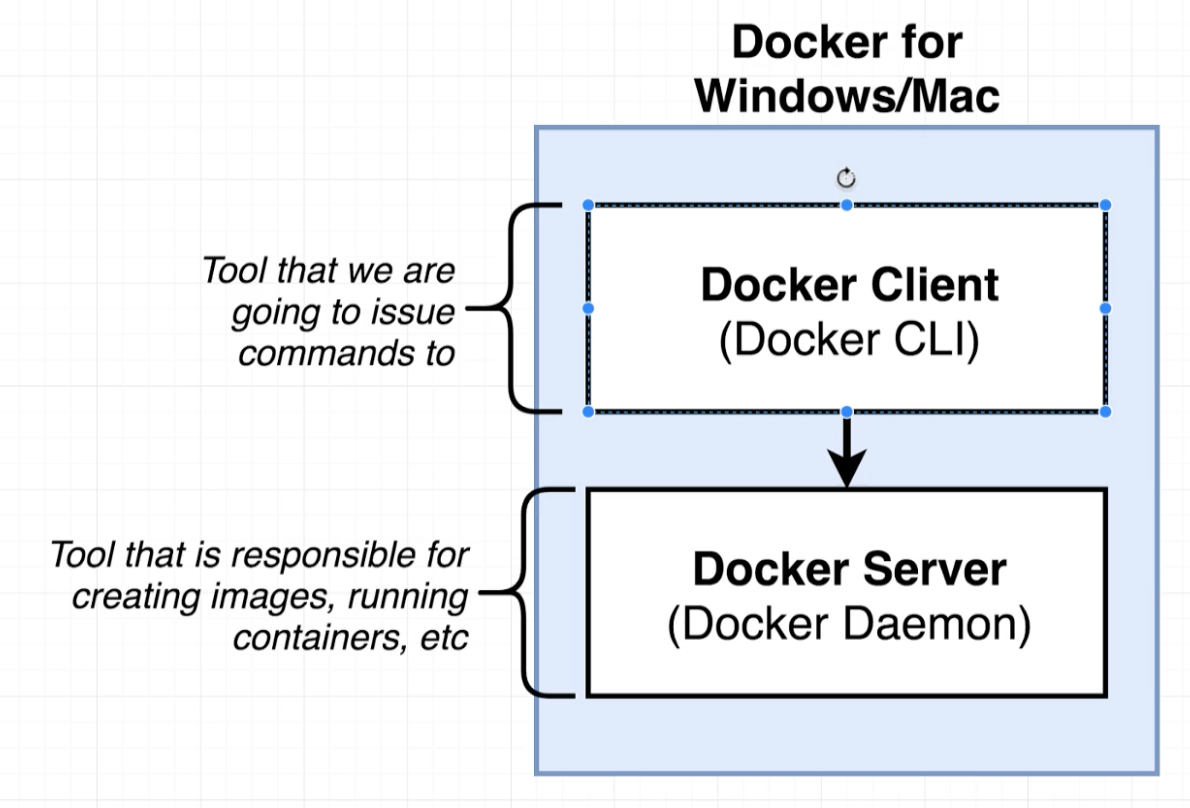 Docker for
Windows/Mac
Tool that we are
going to issue
commands to
Docker Client
(Docker CLI)
Tool that is responsible for
creating images, running
containers, etc
Docker Server
(Docker Daemon)